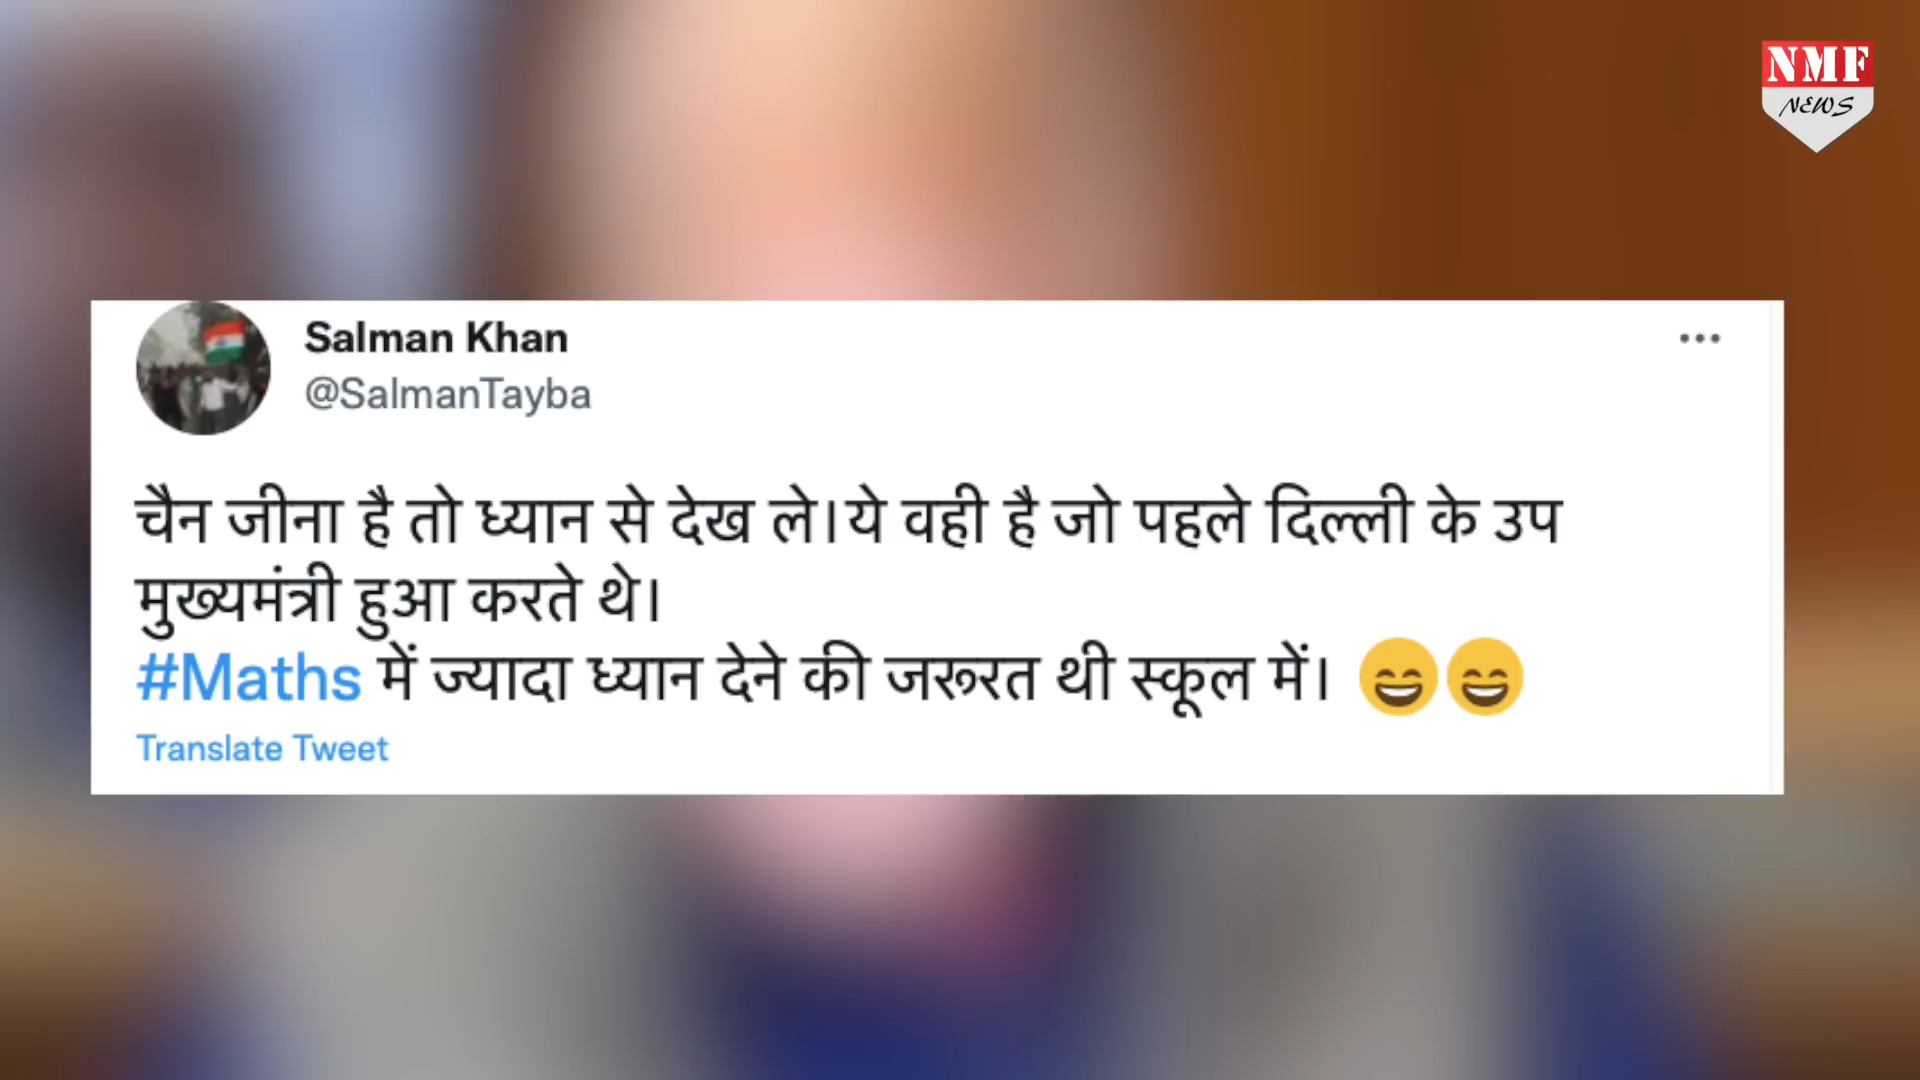 NMF
NEWS
Salman Khan
@SalmanTayba
चैन जीना है तो ध्यान से देख ले।ये वही है जो पहले दिल्ली के उप
मुख्यमंत्री हुआ करते थे।
#Maths में ज्यादा ध्यान देने की जरूरत थी स्कूल में। 😄😄
Translate Tweet